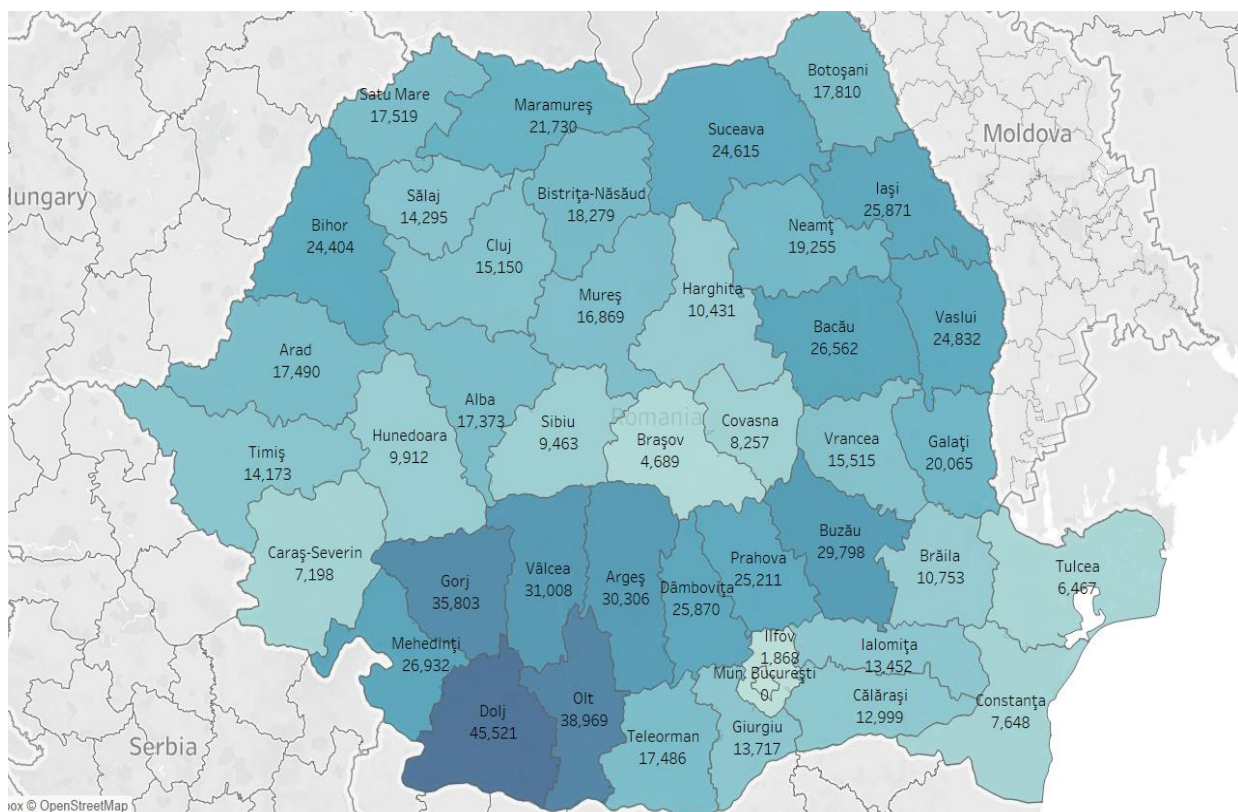 Botoşani
17,810
Satu Mare
17,519
Maramureş
21,730
Suceava
24,615
Moldova
Hungary
Sălaj
14,295
Bistriţa-Năsăud
18,279
Iaşi
25,871
Bihor
24,404
Cluj
15,150
Neamţ
19,255
Mureş
16,869
Harghita
10,431
Bacău
26,562
Vaslui
24,832
Arad
17,490
Alba
17,373
Sibiu
9,463
Romania
Braşov
4,689
Covasna
8,257
Hunedoara
9,912
Vrancea
15,515
Galaţi
20,065
Timiş
14,173
Caraş-Severin
7,198
Gorj
35,803
Vâlcea
31,008
Argeş
30,306
Dâmboviţa
25,870
Prahova
25,211
Buzău
29,798
Brăila
10,753
Tulcea
6,467
Mehedinţi
26,932
Ilfov
1,868
Mun. Bucureşti
0
Ialomiţa
13,452
Călăraşi
12,999
Constanţa
7,648
Dolj
45,521
Olt
38,969
Teleorman
17,486
Giurgiu
13,717
Serbia
box © OpenStreetMap